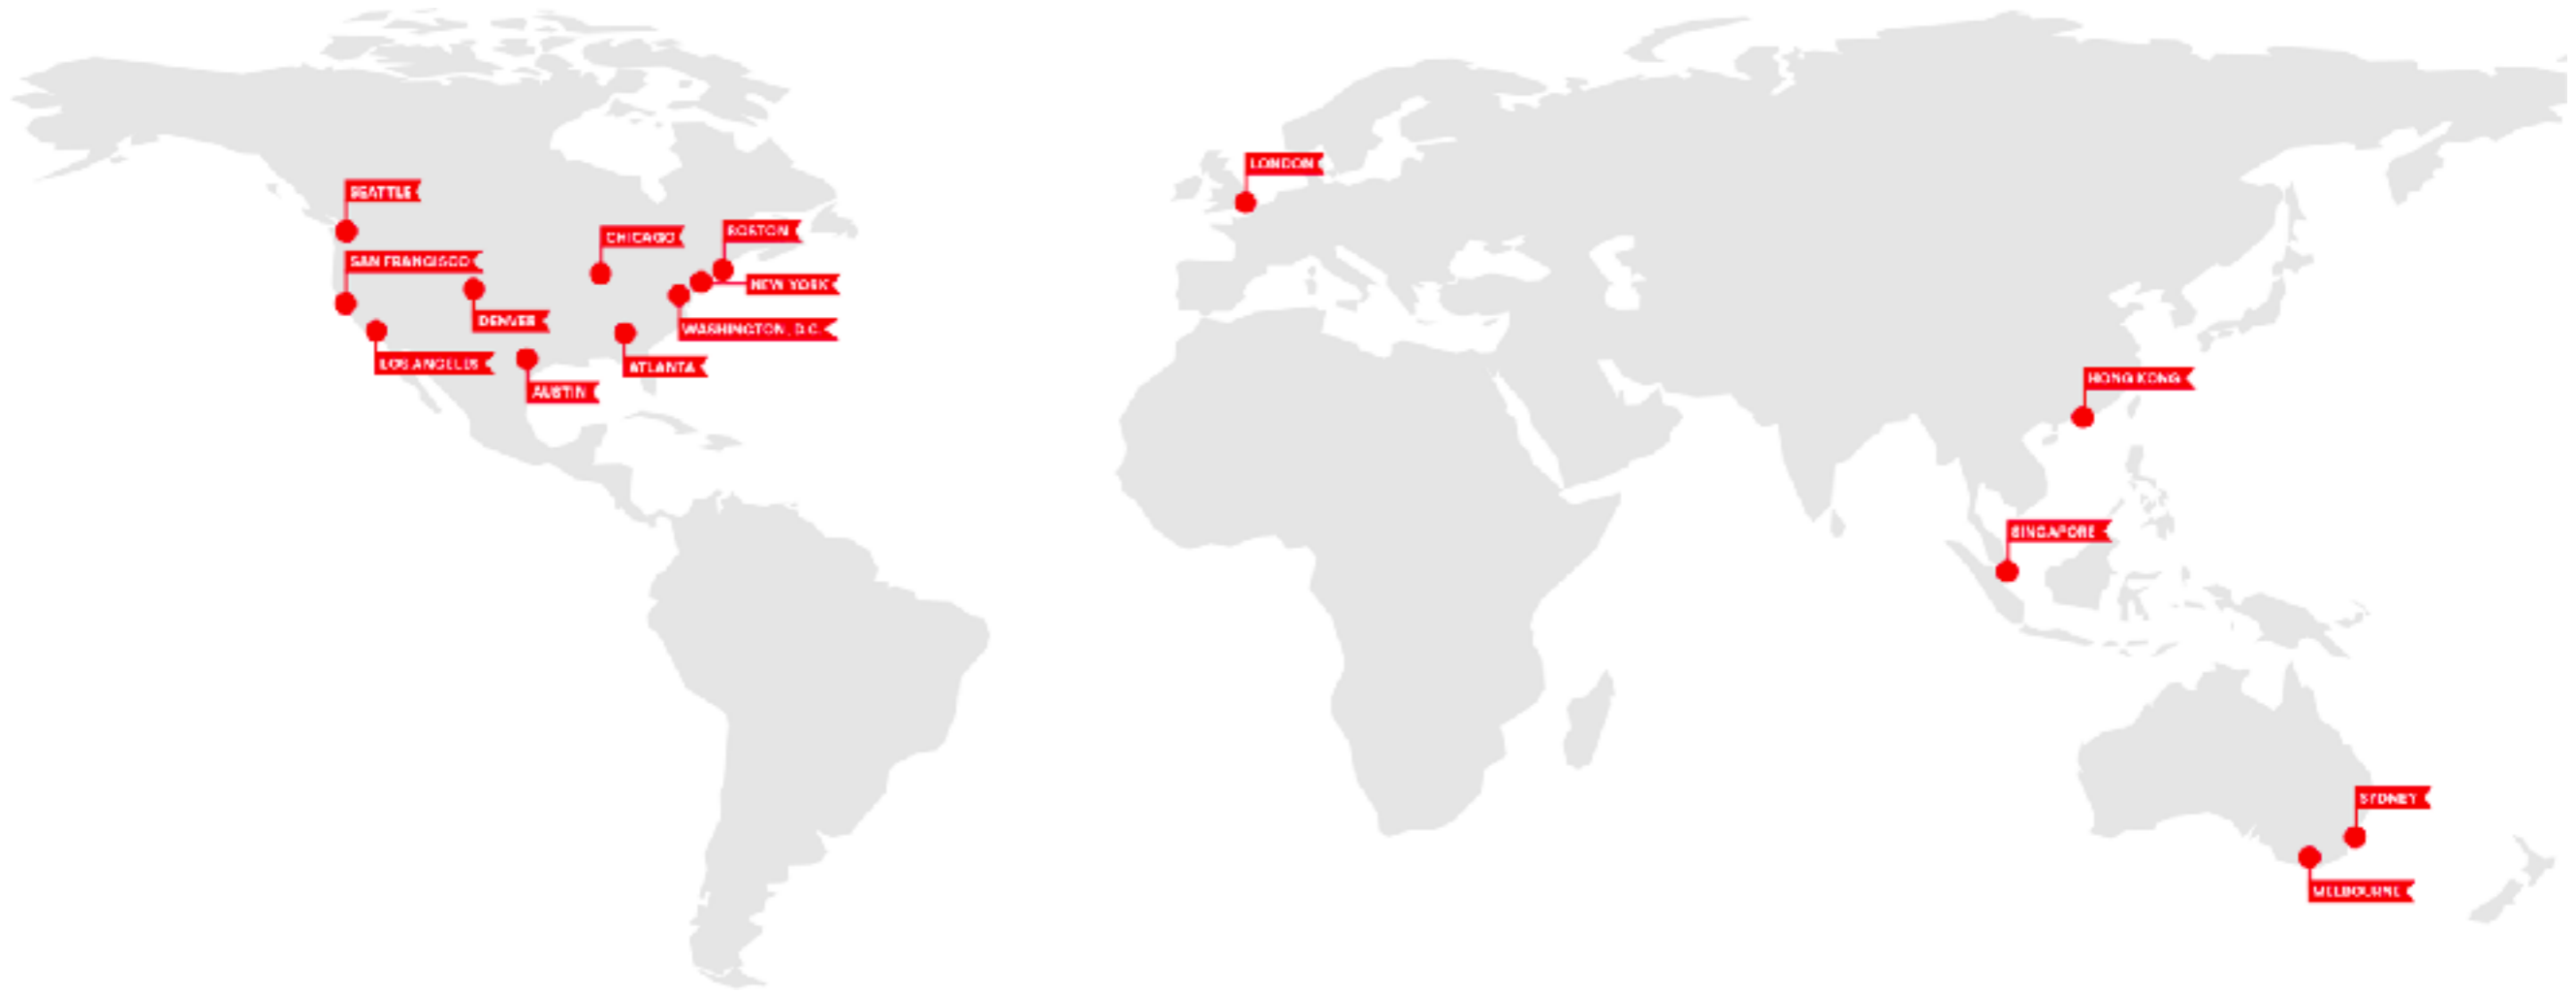 LONDON
SEATTLE
BOSTON
CHICAGO
SAN FRANCISCO
NEW YORK
DENVER
WASHINGTON, D.C.
LOS ANGELES
ATLANTA
HONG KONG
AUSTIN
SINGAPORE
SYDNEY
MELBOURNE